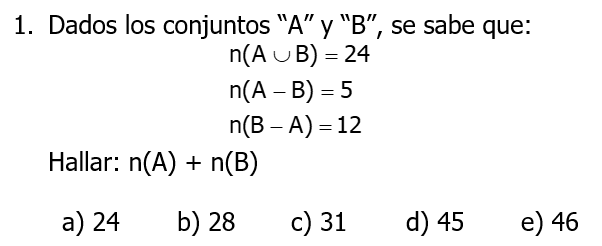 1. Dados los conjuntos “A” y “B”, se sabe que:
n(A ∪ B) = 24
n(A – B) = 5
n(B – A) = 12
Hallar: n(A) + n(B)
a) 24 b) 28 c) 31 d) 45 e) 46